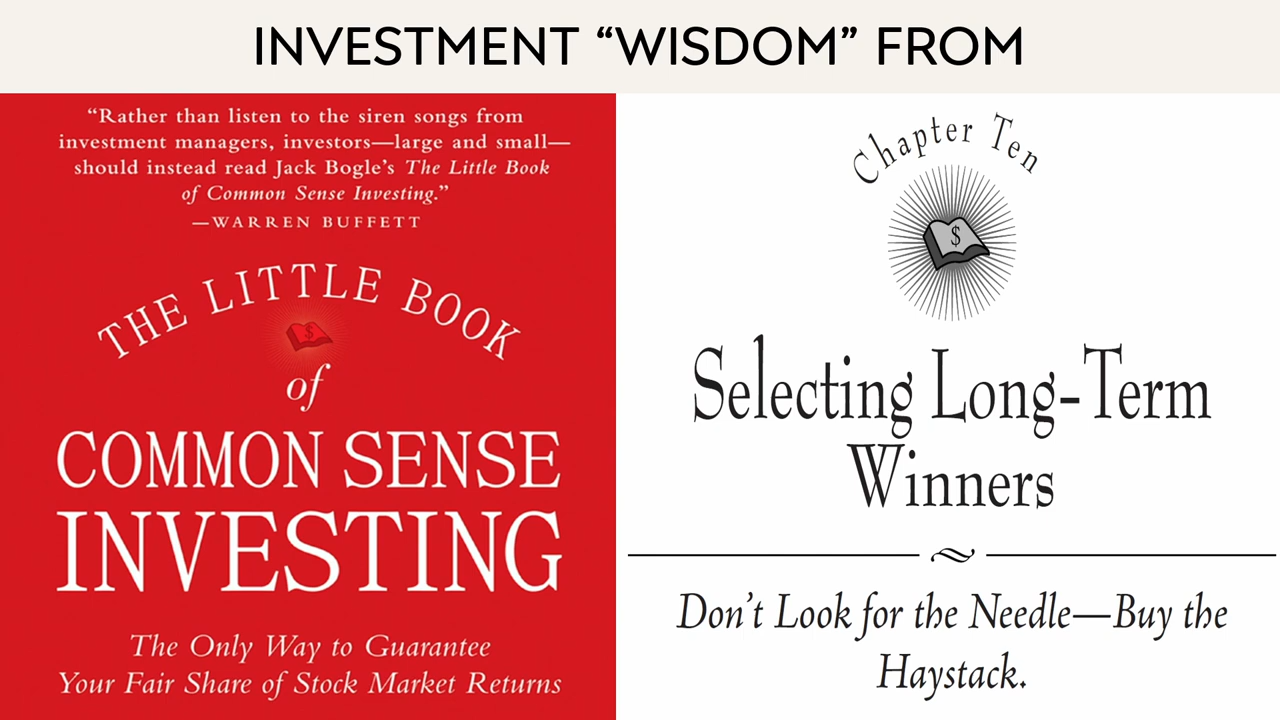 INVESTMENT “WISDOM” FROM
“Rather than listen to the siren songs from
investment managers, investors—large and small—
should instead read Jack Bogle’s The Little Book
of Common Sense Investing.”
—WARREN BUFFETT
THE LITTLE BOOK
$
of
COMMON SENSE
INVESTING
The Only Way to Guarantee
Your Fair Share of Stock Market Returns
Chapter Ten
$
Selecting Long-Term
Winners
Don’t Look for the Needle—Buy the
Haystack.